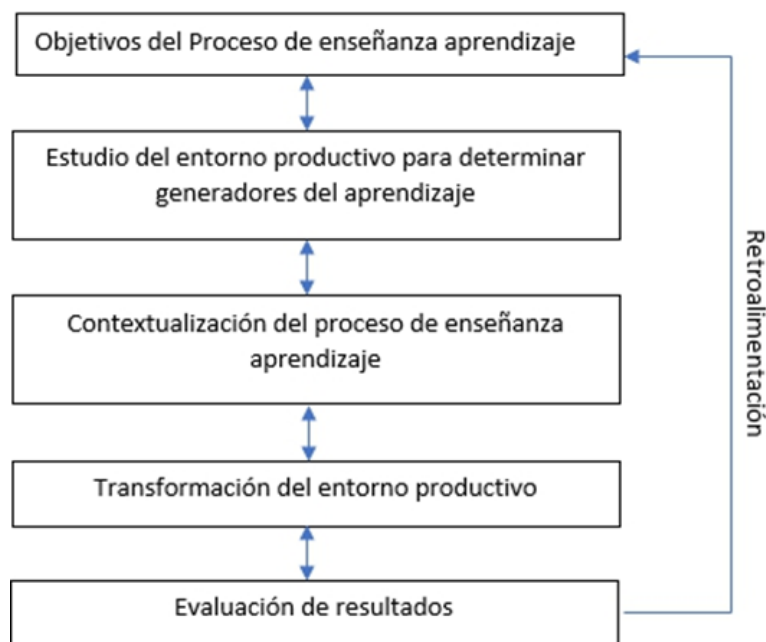 Objetivos del Proceso de enseñanza aprendizaje
Estudio del entorno productivo para determinar
generadores del aprendizaje
Contextualización del proceso de enseñanza
aprendizaje
Transformación del entorno productivo
Evaluación de resultados
Retroalimentación